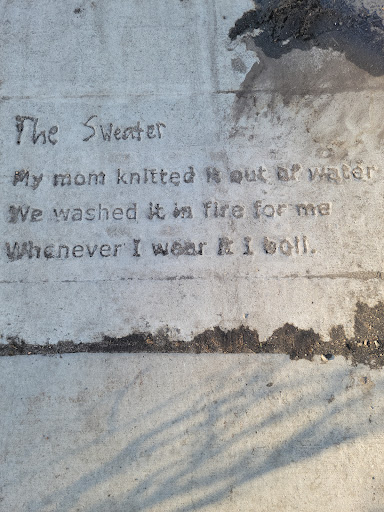 The Sweater
My mom knitted it out of water
We washed it in fire for me
Whenever I wear it I boil.